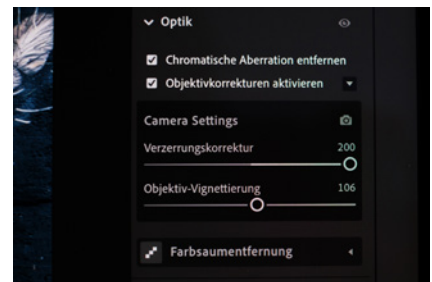 Optik
Chromatische Aberration entfernen
Objektivkorrekturen aktivieren
Camera Settings
Verzerrungskorrektur 200
Objektiv-Vignettierung 106
Farbsaumentfernung